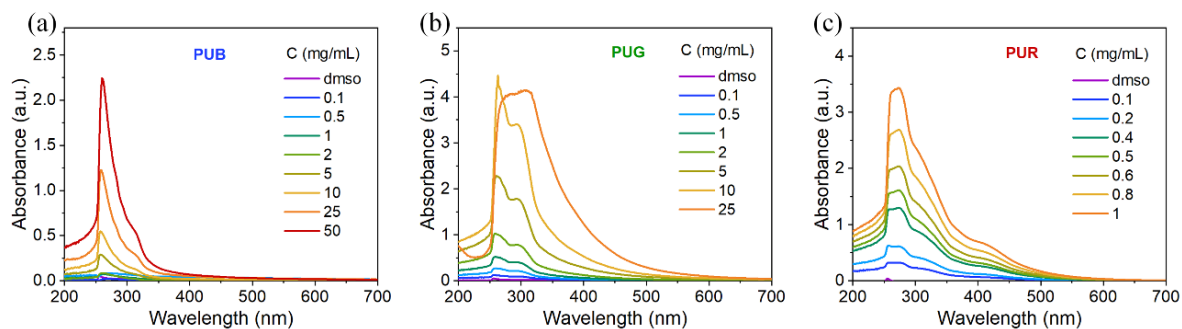 (a)
PUB
C (mg/mL)
dmso
0.1
0.5
1
2
5
10
25
50
2.5
2.0
1.5
1.0
0.5
0.0
Absorbance (a.u.)
200 300 400 500 600 700
Wavelength (nm)
(b)
PUG
C (mg/mL)
dmso
0.1
0.5
1
2
5
10
25
5
4
3
2
1
0
Absorbance (a.u.)
200 300 400 500 600 700
Wavelength (nm)
(c)
PUR
C (mg/mL)
dmso
0.1
0.2
0.4
0.5
0.6
0.8
1
4
3
2
1
0
Absorbance (a.u.)
200 300 400 500 600 700
Wavelength (nm)